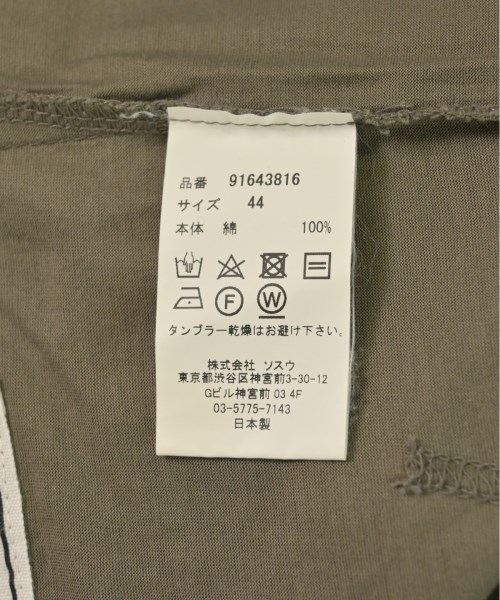 品番 91643816
サイズ 44
本体 綿 100%
F W
タンブラー乾燥はお避け下さい。
株式会社 ソスウ
東京都渋谷区神宮前3-30-12
Gビル神宮前 03 4F
03-5775-7143
日本製